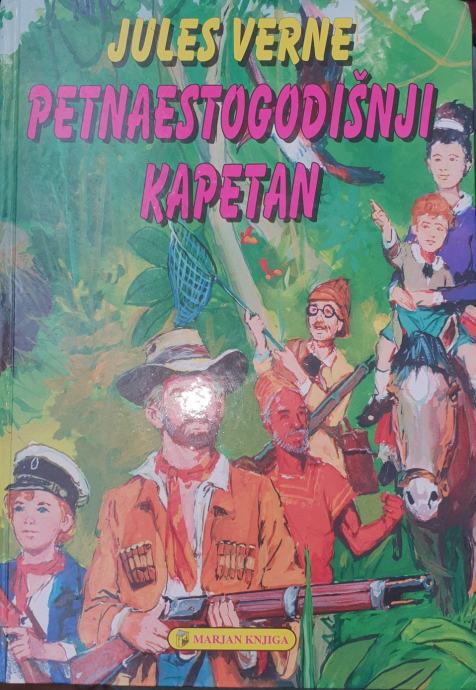 JULES VERNE
PETNAESTOGODIŠNJI
KAPETAN
MARJAN KNJIGA